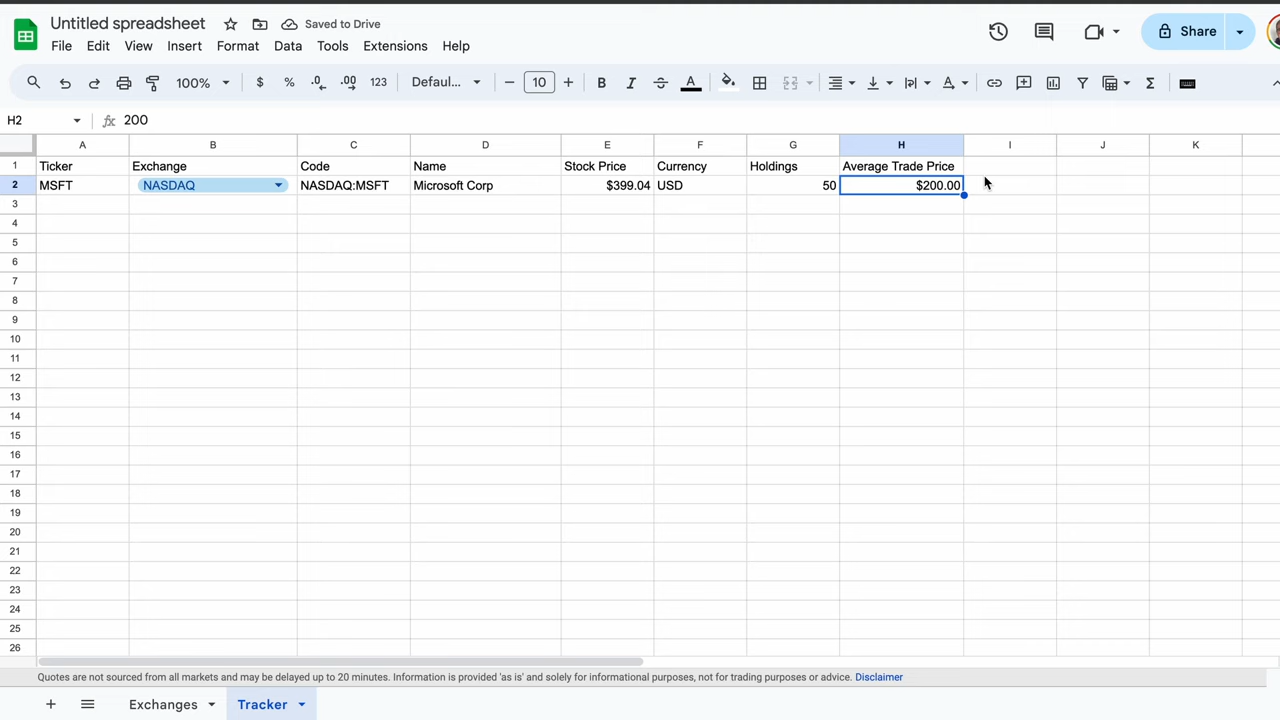 Untitled spreadsheet Saved to Drive
File Edit View Insert Format Data Tools Extensions Help
Share
100% $ % .0 .00 123 Defaul... − 10 + B I S A Σ
H2 fx 200
A B C D E F G H I J K
1 Ticker Exchange Code Name Stock Price Currency Holdings Average Trade Price
2 MSFT NASDAQ NASDAQ:MSFT Microsoft Corp $399.04 USD 50 $200.00
3
4
5
6
7
8
9
10
11
12
13
14
15
16
17
18
19
20
21
22
23
24
25
26
Quotes are not sourced from all markets and may be delayed up to 20 minutes. Information is provided 'as is' and solely for informational purposes, not for trading purposes or advice. Disclaimer
+ Exchanges Tracker